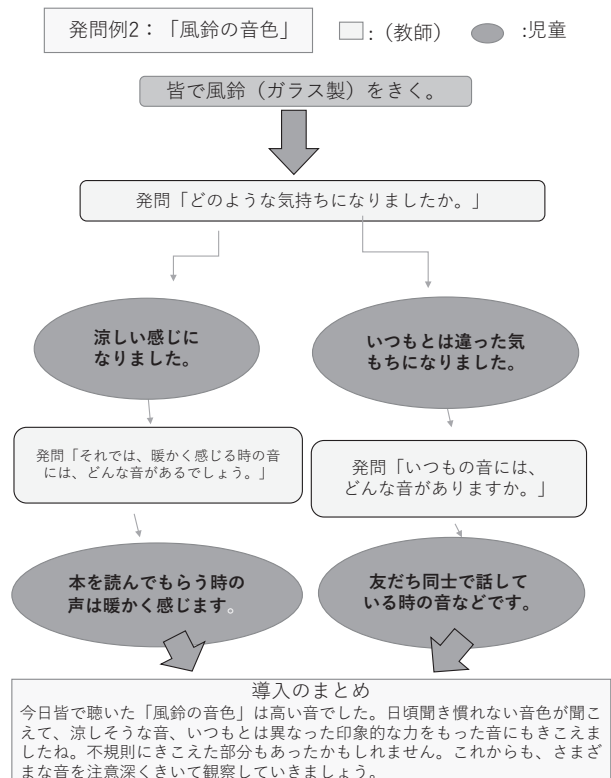 発問例2：「風鈴の音色」
：（教師）
:児童
皆で風鈴（ガラス製）をきく。
発問「どのような気持ちになりましたか。」
涼しい感じに
なりました。
いつもとは違った気
もちになりました。
発問「それでは、暖かく感じる時の音
には、どんな音があるでしょう。」
発問「いつもの音には、
どんな音がありますか。」
本を読んでもらう時の
声は暖かく感じます。
友だち同士で話して
いる時の音などです。
導入のまとめ
今日皆で聴いた「風鈴の音色」は高い音でした。日頃聞き慣れない音色が聞こ
えて、涼しそうな音、いつもとは異なった印象的な力をもった音にもきこえま
したね。不規則にきこえた部分もあったかもしれません。これからも、さまざ
まな音を注意深くきいて観察していきましょう。